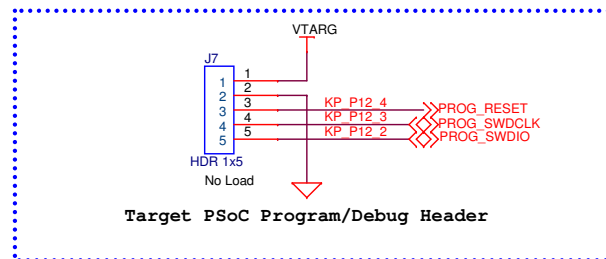 VTARG
J7
1 1
2 2
3 3 KP_P12_4 PROG_RESET
4 4 KP_P12_3 PROG_SWDCLK
5 5 KP_P12_2 PROG_SWDIO
HDR 1x5
No Load
Target PSoC Program/Debug Header